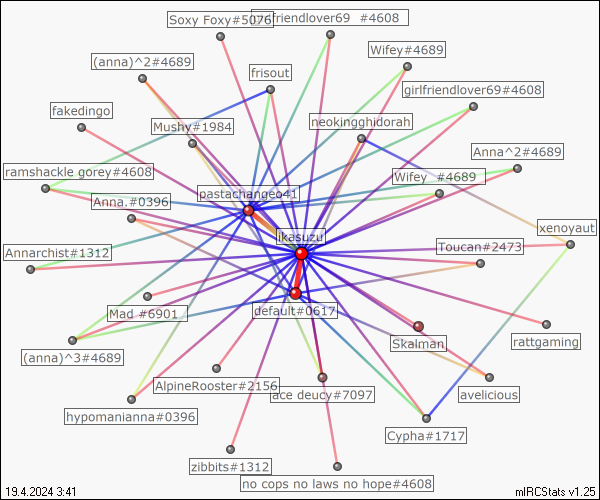 Soxy Foxy#5076
friendlover69 #4608
Wifey#4689
(anna)^2#4689
frisout
girlfriendlover69#4608
fakedingo
Mushy#1984
neokingghidorah
Anna^2#4689
ramshackle gorey#4608
Wifey #4689
pastachangeo41
Anna.#0396
xenoyaut
ikasuzu
Annarchist#1312
Toucan#2473
Mad #6901
default#0617
Skalman
rattgaming
(anna)^3#4689
AlpineRooster#2156
ace deucy#7097
avelicious
hypomanianna#0396
Cypha#1717
zibbits#1312
no cops no laws no hope#4608
19.4.2024 3:41
mIRCStats v1.25